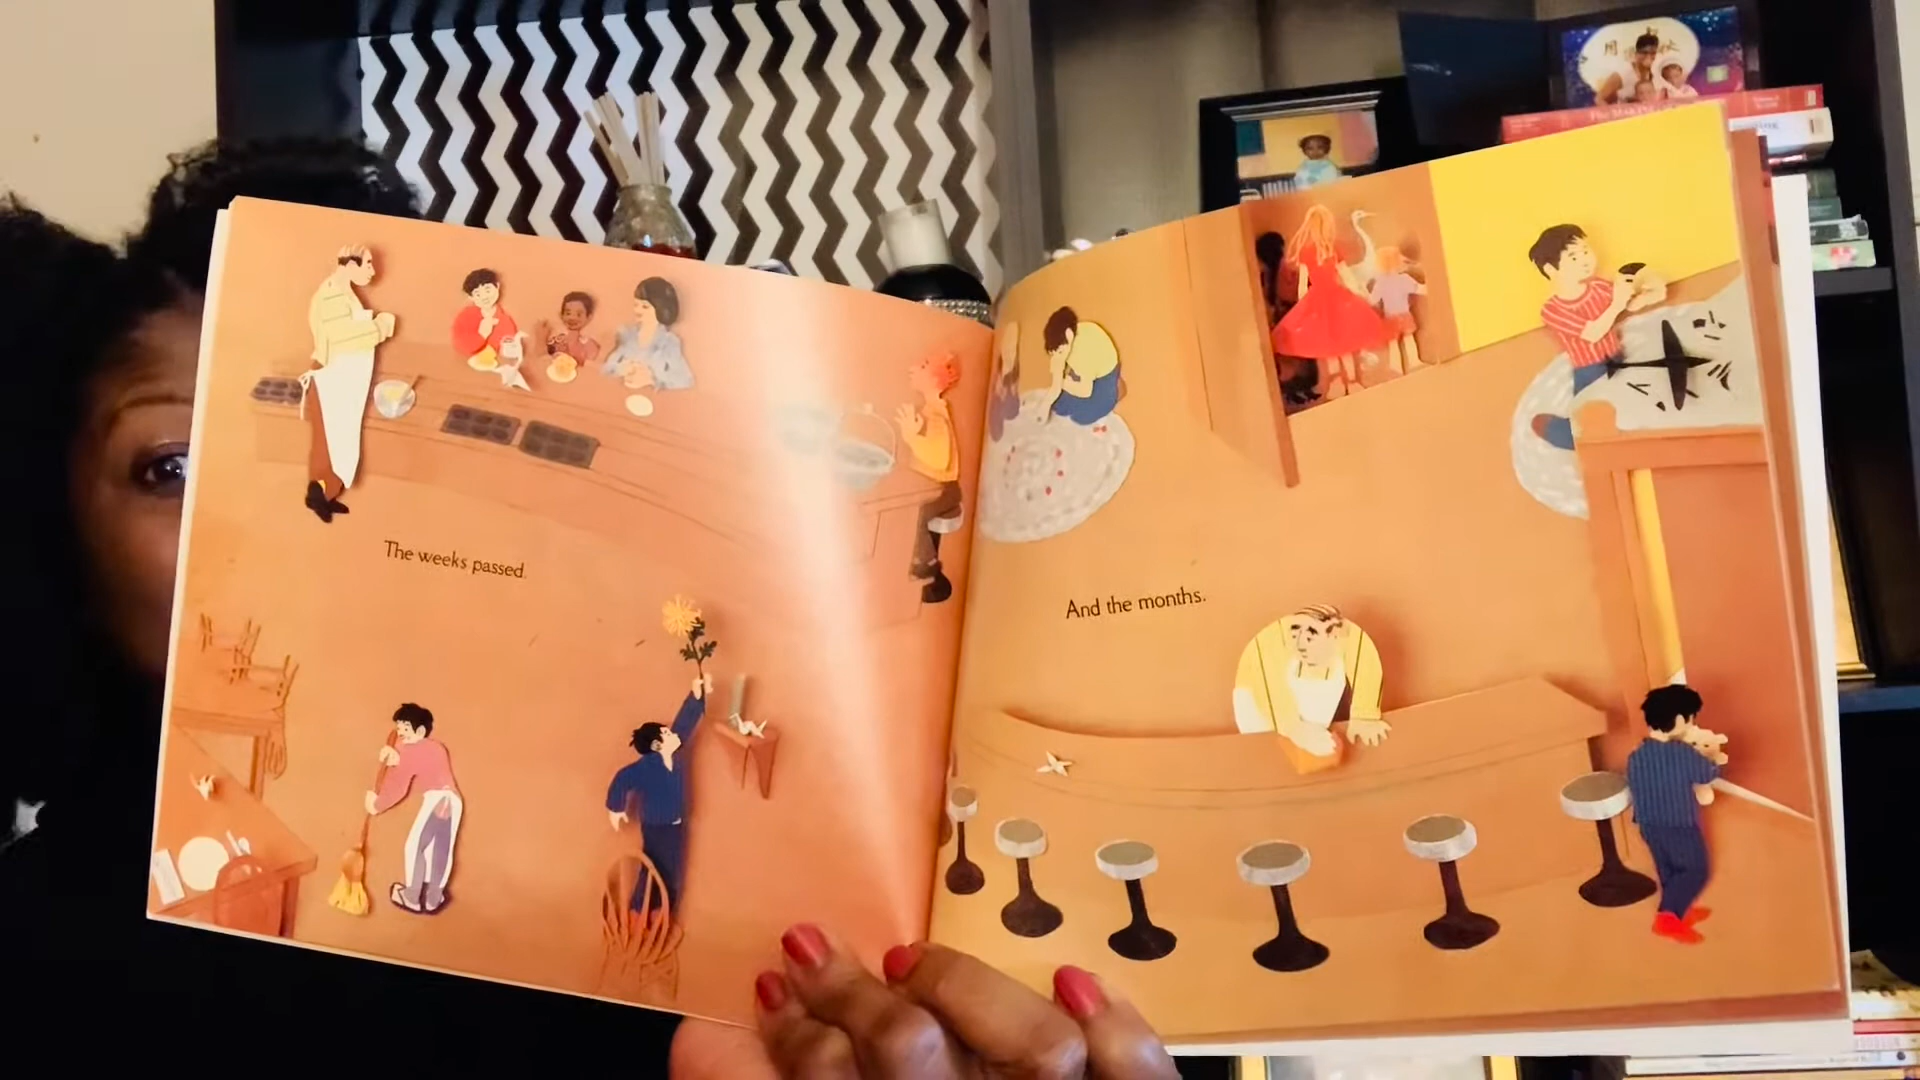 The weeks passed.
And the months.